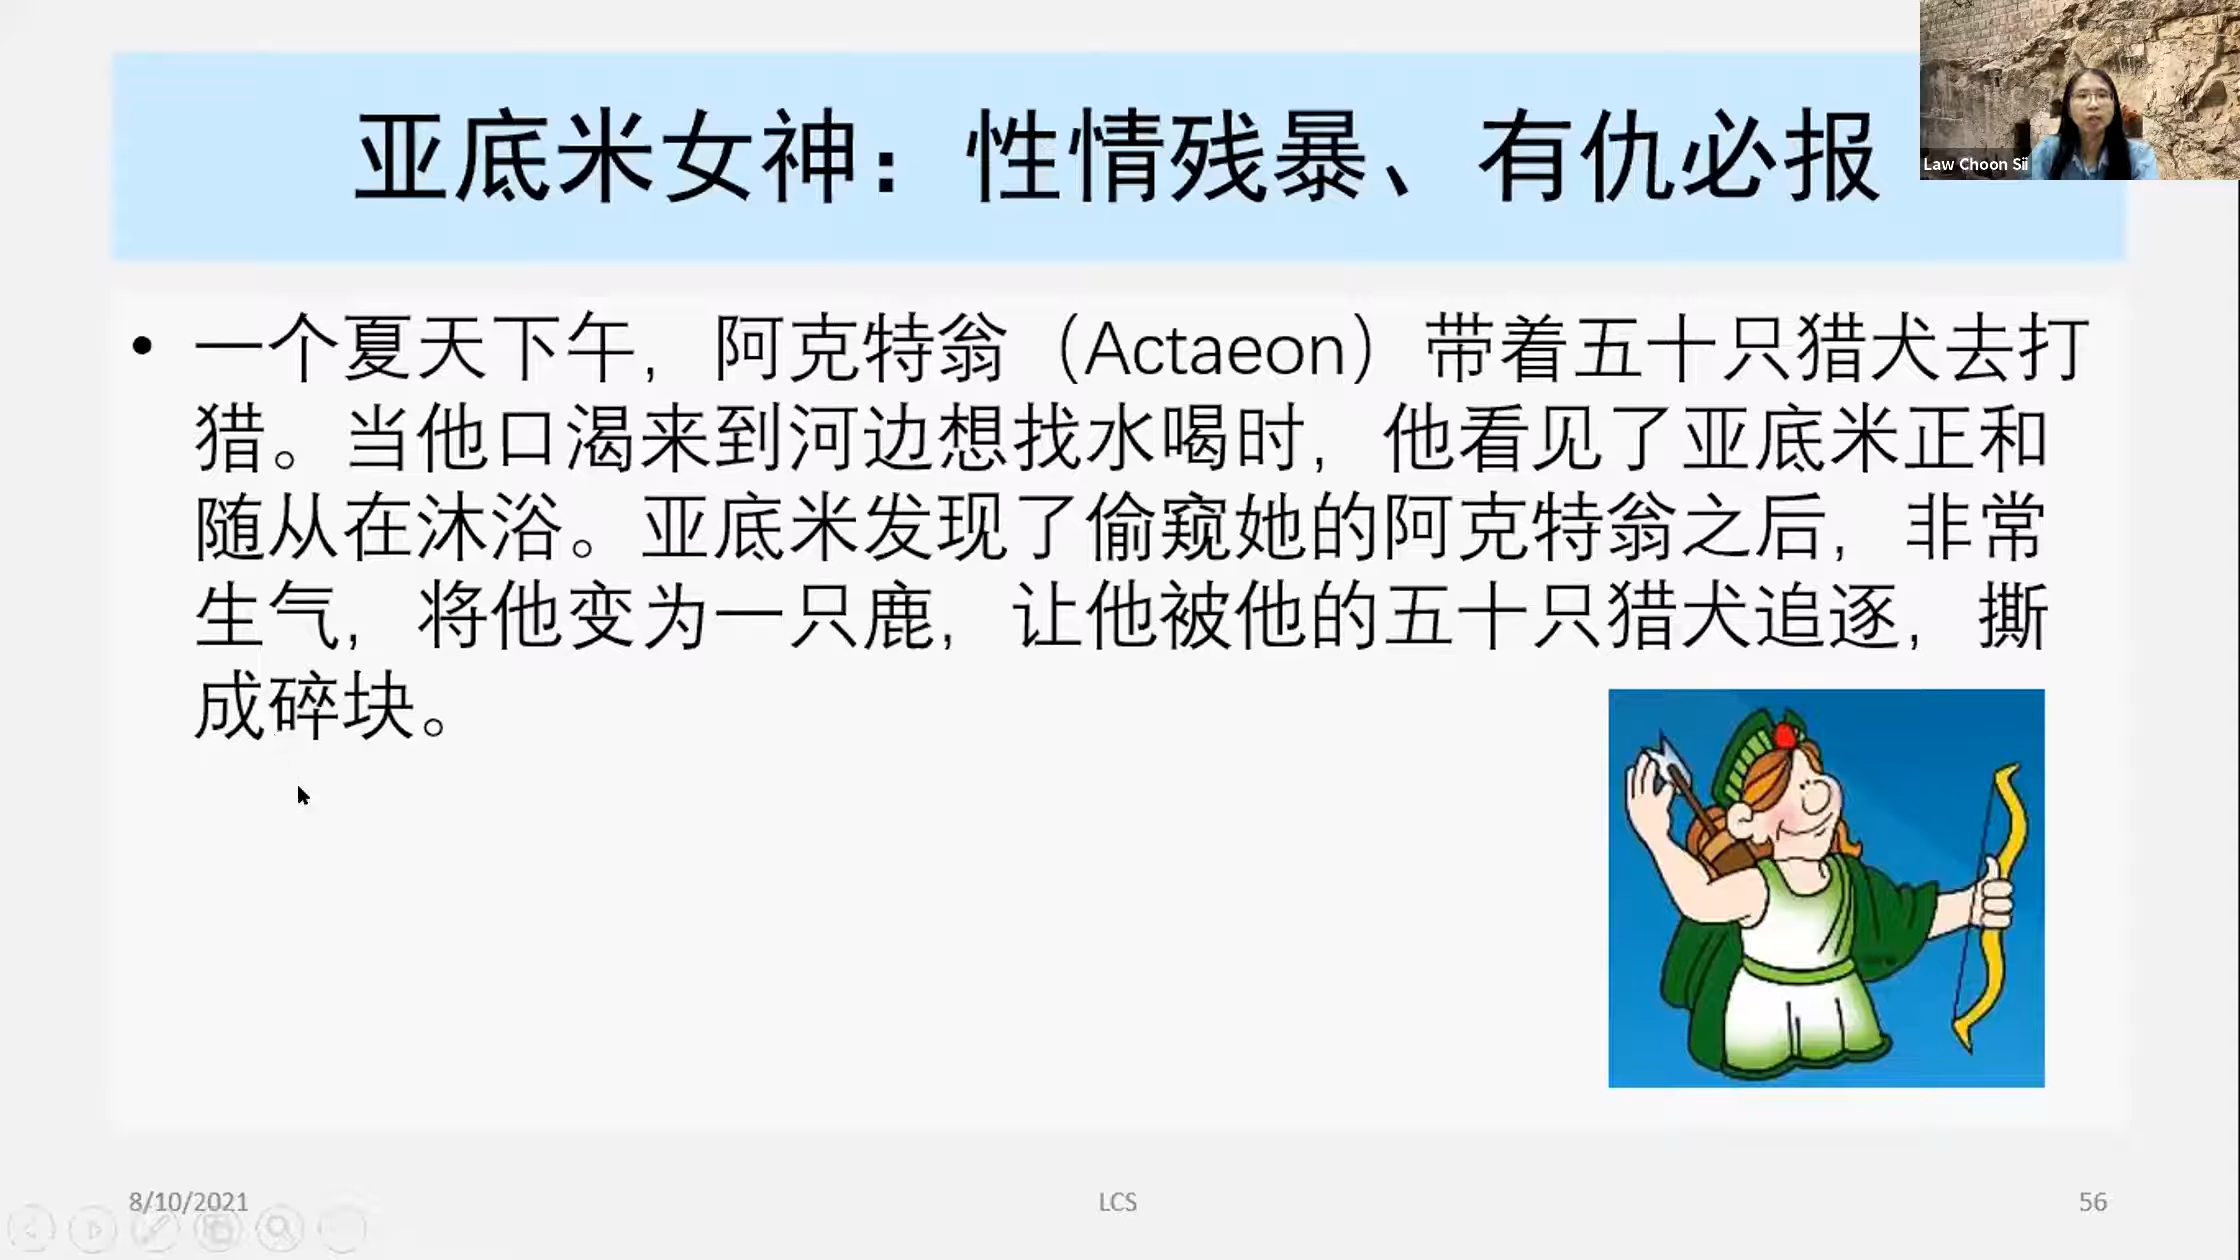 亚底米女神：性情残暴、有仇必报
Law Choon Sii
• 一个夏天下午，阿克特翁（Actaeon）带着五十只猎犬去打
猎。当他口渴来到河边想找水喝时，他看见了亚底米正和
随从在沐浴。亚底米发现了偷窥她的阿克特翁之后，非常
生气，将他变为一只鹿，让他被他的五十只猎犬追逐，撕
成碎块。
8/10/2021
LCS
56